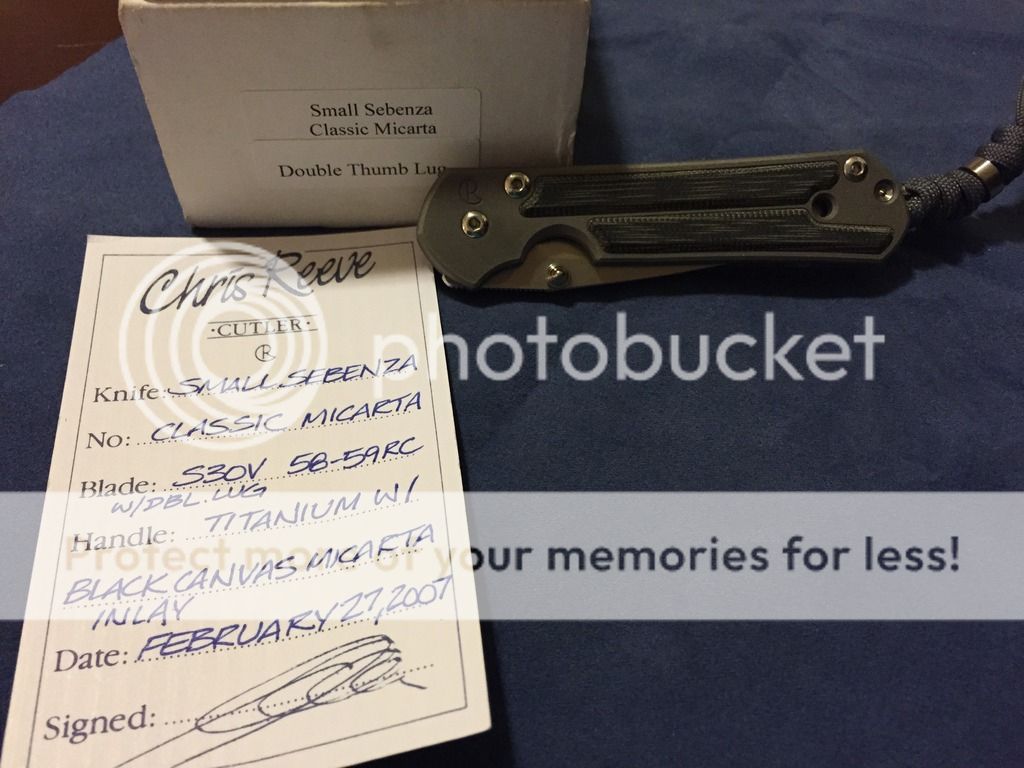 Small Sebenza
Classic Micarta
Double Thumb Lug
Chris Reeve
·CUTLER·
Knife: SMALL SEBENZA
No: CLASSIC MICARTA
Blade: S30V 58-59RC
W/DBL LUG
Handle: TITANIUM W/
BLACK CANVAS MICARTA
INLAY
Date: FEBRUARY 27, 2007
Signed:
photobucket
Protect more of your memories for less!